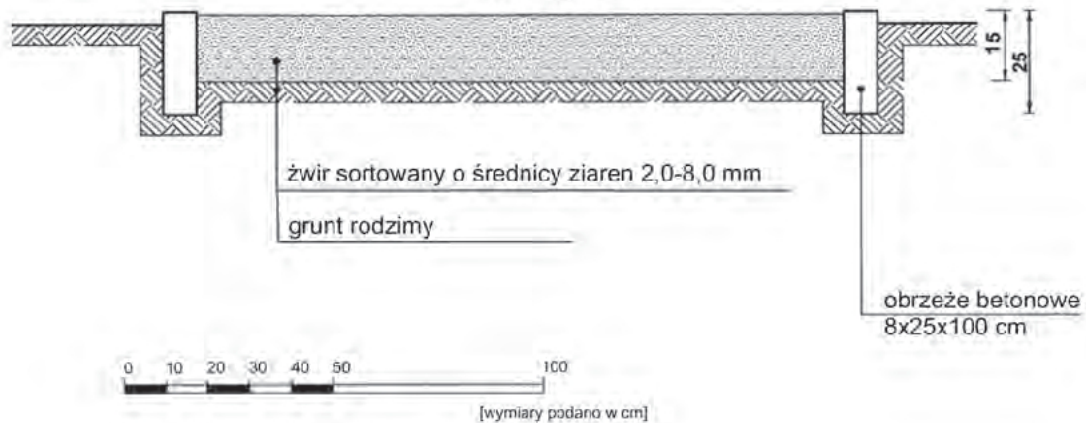 15
25
żwir sortowany o średnicy ziaren 2,0-8,0 mm
grunt rodzimy
obrzeże betonowe
8x25x100 cm
0 10 20 30 40 50 100
[wymiary podano w cm]